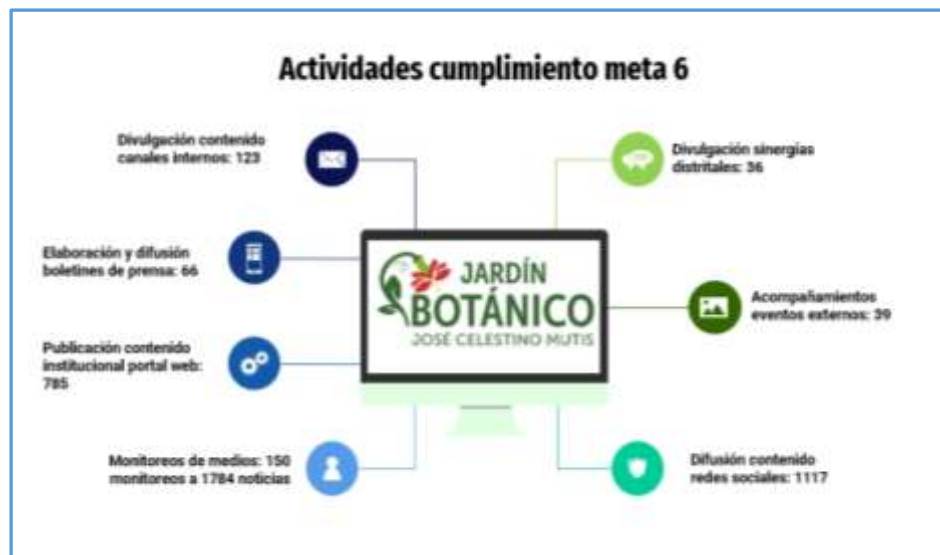 Actividades cumplimiento meta 6
Divulgación contenido
canales internos: 123
Elaboración y difusión
boletines de prensa: 66
Publicación contenido
institucional portal web:
785
Monitoreos de medios: 150
monitoreos a 1784 noticias
JARDÍN
BOTÁNICO
JOSÉ CELESTINO MUTIS
Divulgación sinergías
distritales: 36
Acompañamientos
eventos externos: 39
Difusión contenido
redes sociales: 1117